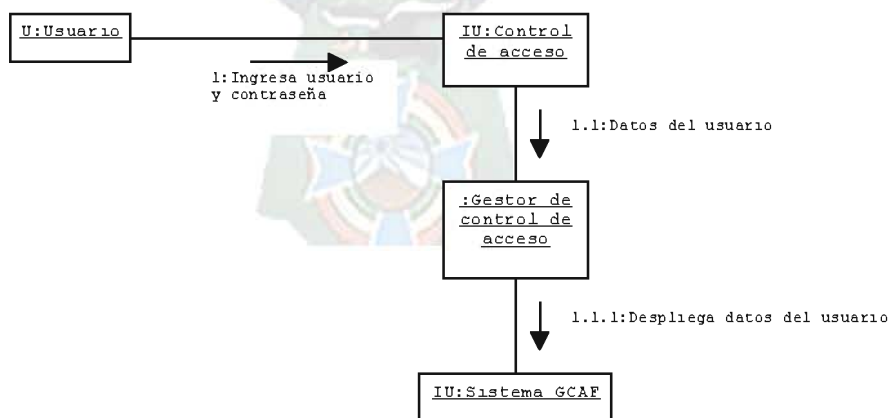 U:Usuario
IU:Control
de acceso
1:Ingresa usuario
y contraseña
1.1:Datos del usuario
:Gestor de
control de
acceso
1.1.1:Despliega datos del usuario
IU:Sistema GCAF